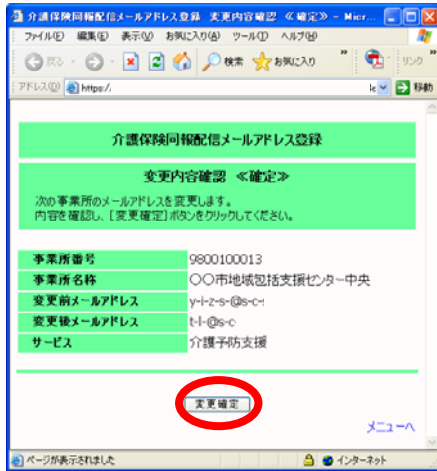 介護保険同報配信メールアドレス登録 変更内容確認 ≪確定≫ - Micr...
ファイル(F) 編集(E) 表示(V) お気に入り(A) ツール(T) ヘルプ(H)
戻る 検索 お気に入り リンク
アドレス(D) https:/ 移動
介護保険同報配信メールアドレス登録
変更内容確認 ≪確定≫
次の事業所のメールアドレスを変更します。
内容を確認し、[変更確定]ボタンをクリックしてください。
事業所番号 9800100013
事業所名称 〇〇市地域包括支援センター中央
変更前メールアドレス y-i-z-s-@s-c-
変更後メールアドレス t-l-@s-c
サービス 介護予防支援
変更確定
メニューへ
ページが表示されました インターネット